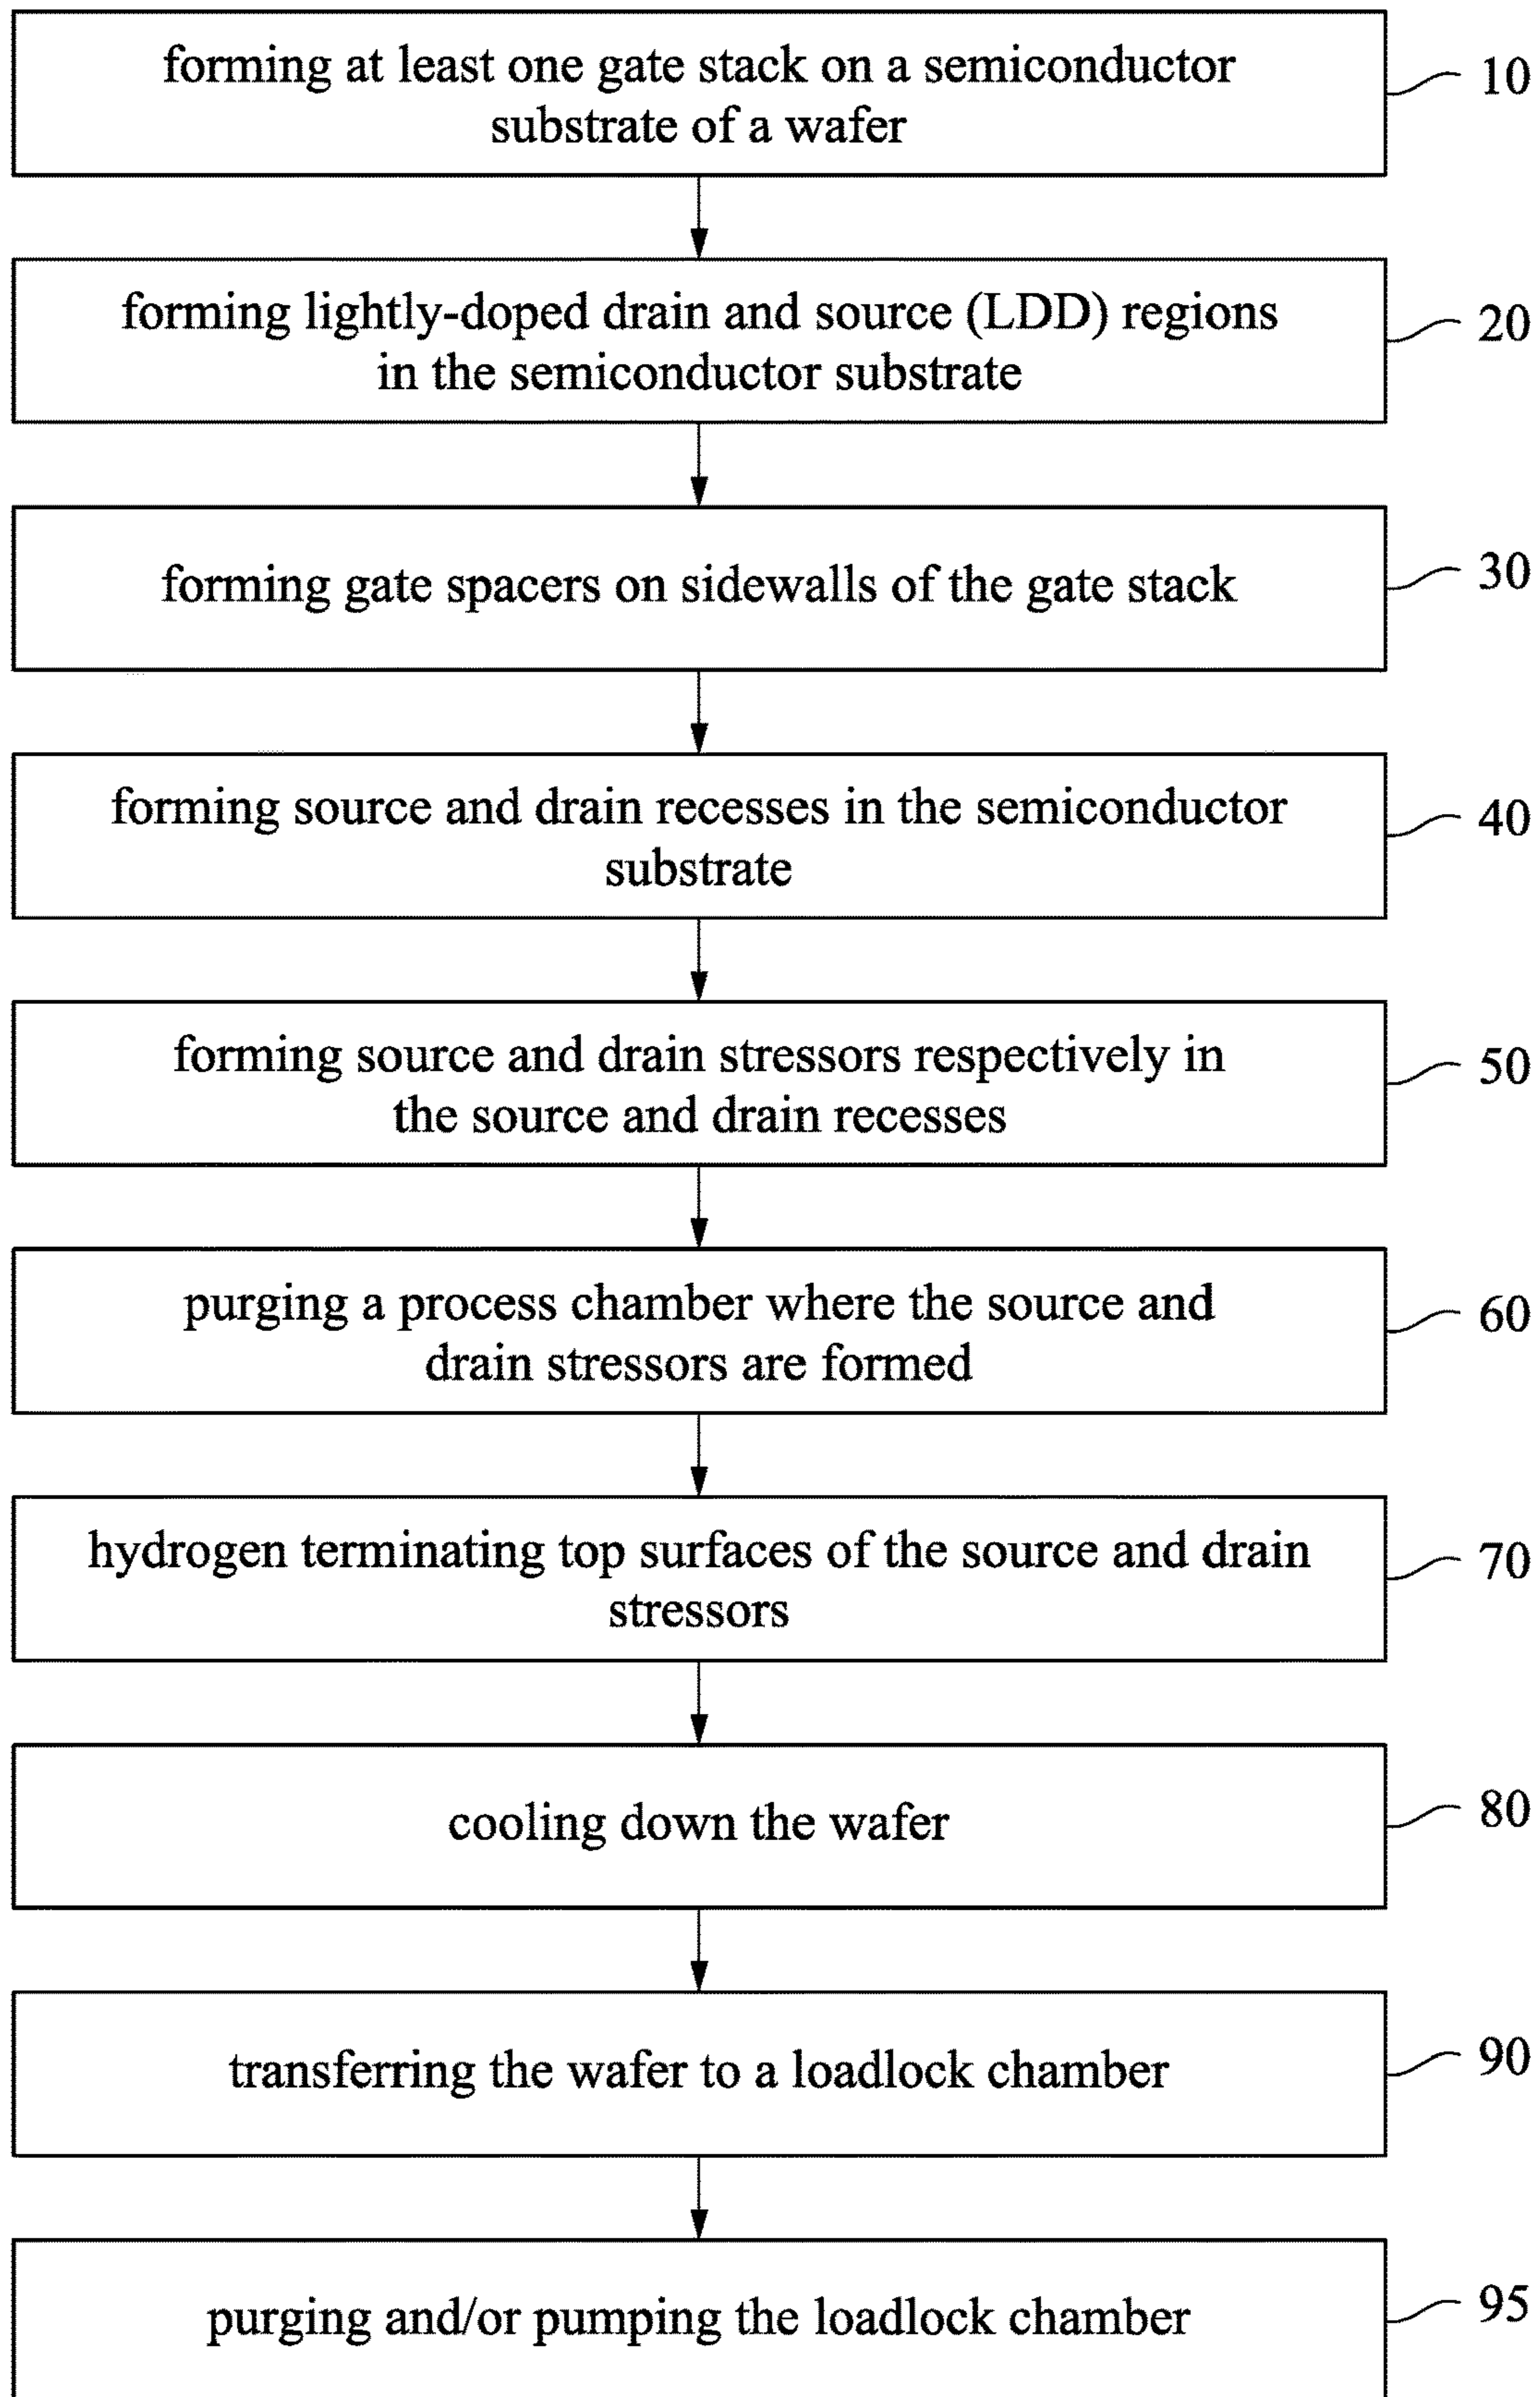 forming at least one gate stack on a semiconductor
substrate of a wafer
10
forming lightly-doped drain and source (LDD) regions
in the semiconductor substrate
20
forming gate spacers on sidewalls of the gate stack
30
forming source and drain recesses in the semiconductor
substrate
40
forming source and drain stressors respectively in
the source and drain recesses
50
purging a process chamber where the source and
drain stressors are formed
60
hydrogen terminating top surfaces of the source and drain
stressors
70
cooling down the wafer
80
transferring the wafer to a loadlock chamber
90
purging and/or pumping the loadlock chamber
95